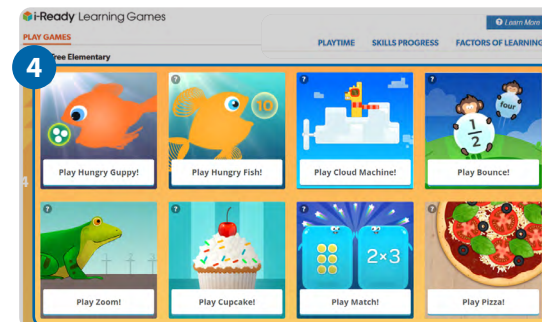 i-Ready Learning Games
? Learn More
PLAY GAMES
PLAYTIME SKILLS PROGRESS FACTORS OF LEARNING
4
Tree Elementary
? ? ? ?
10
four
1/2
Play Hungry Guppy! Play Hungry Fish! Play Cloud Machine! Play Bounce!
? ? ? ?
2×3
Play Zoom! Play Cupcake! Play Match! Play Pizza!